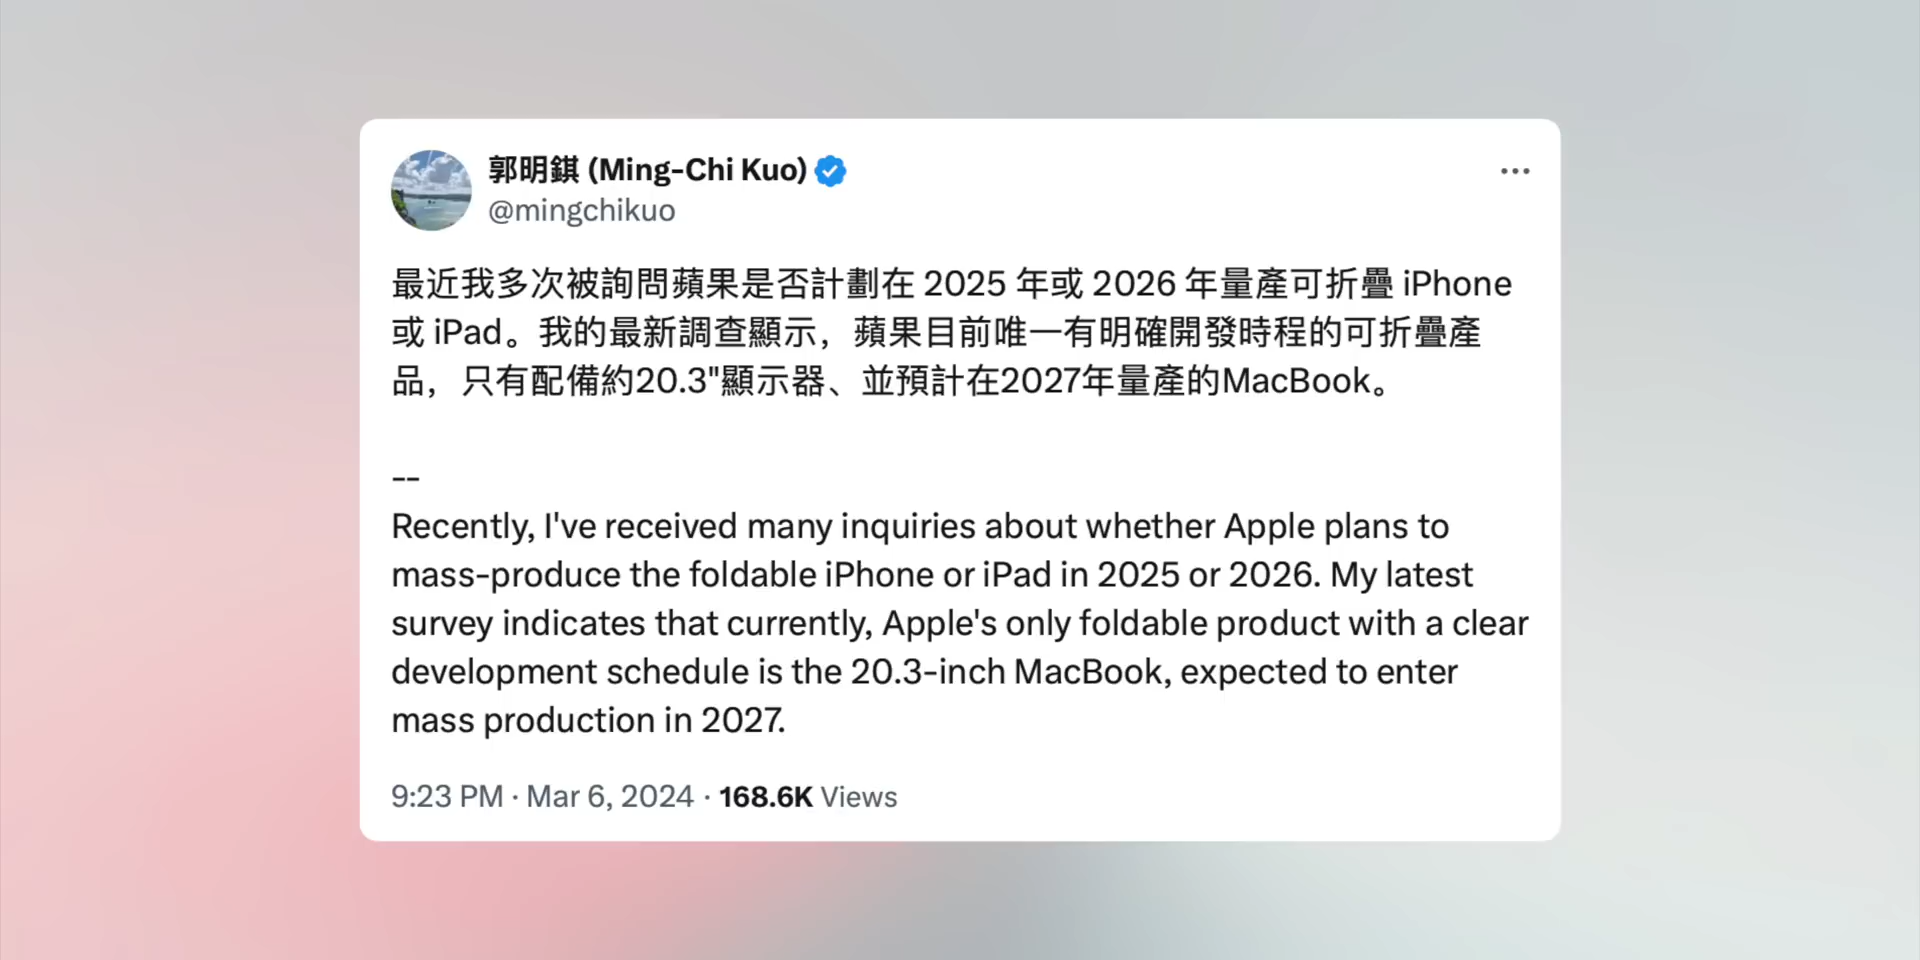 郭明錤 (Ming-Chi Kuo)
@mingchikuo
最近我多次被詢問蘋果是否計劃在 2025 年或 2026 年量產可折疊 iPhone
或 iPad。我的最新調查顯示，蘋果目前唯一有明確開發時程的可折疊產
品，只有配備約20.3"顯示器、並預計在2027年量產的MacBook。
--
Recently, I've received many inquiries about whether Apple plans to
mass-produce the foldable iPhone or iPad in 2025 or 2026. My latest
survey indicates that currently, Apple's only foldable product with a clear
development schedule is the 20.3-inch MacBook, expected to enter
mass production in 2027.
9:23 PM · Mar 6, 2024 · 168.6K Views